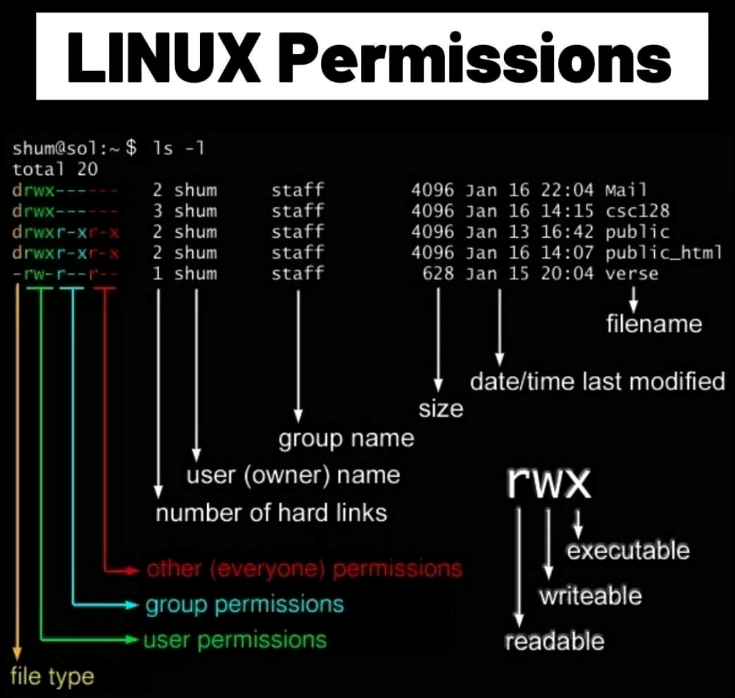 LINUX Permissions
shum@sol:~$ ls -l
total 20
drwx------ 2 shum staff 4096 Jan 16 22:04 Mail
drwx------ 3 shum staff 4096 Jan 16 14:15 csc128
drwxr-xr-x 2 shum staff 4096 Jan 13 16:42 public
drwxr-xr-x 2 shum staff 4096 Jan 16 14:07 public_html
-rw-r--r-- 1 shum staff 628 Jan 15 20:04 verse
filename
date/time last modified
size
group name
user (owner) name
number of hard links
rwx
executable
writeable
readable
other (everyone) permissions
group permissions
user permissions
file type